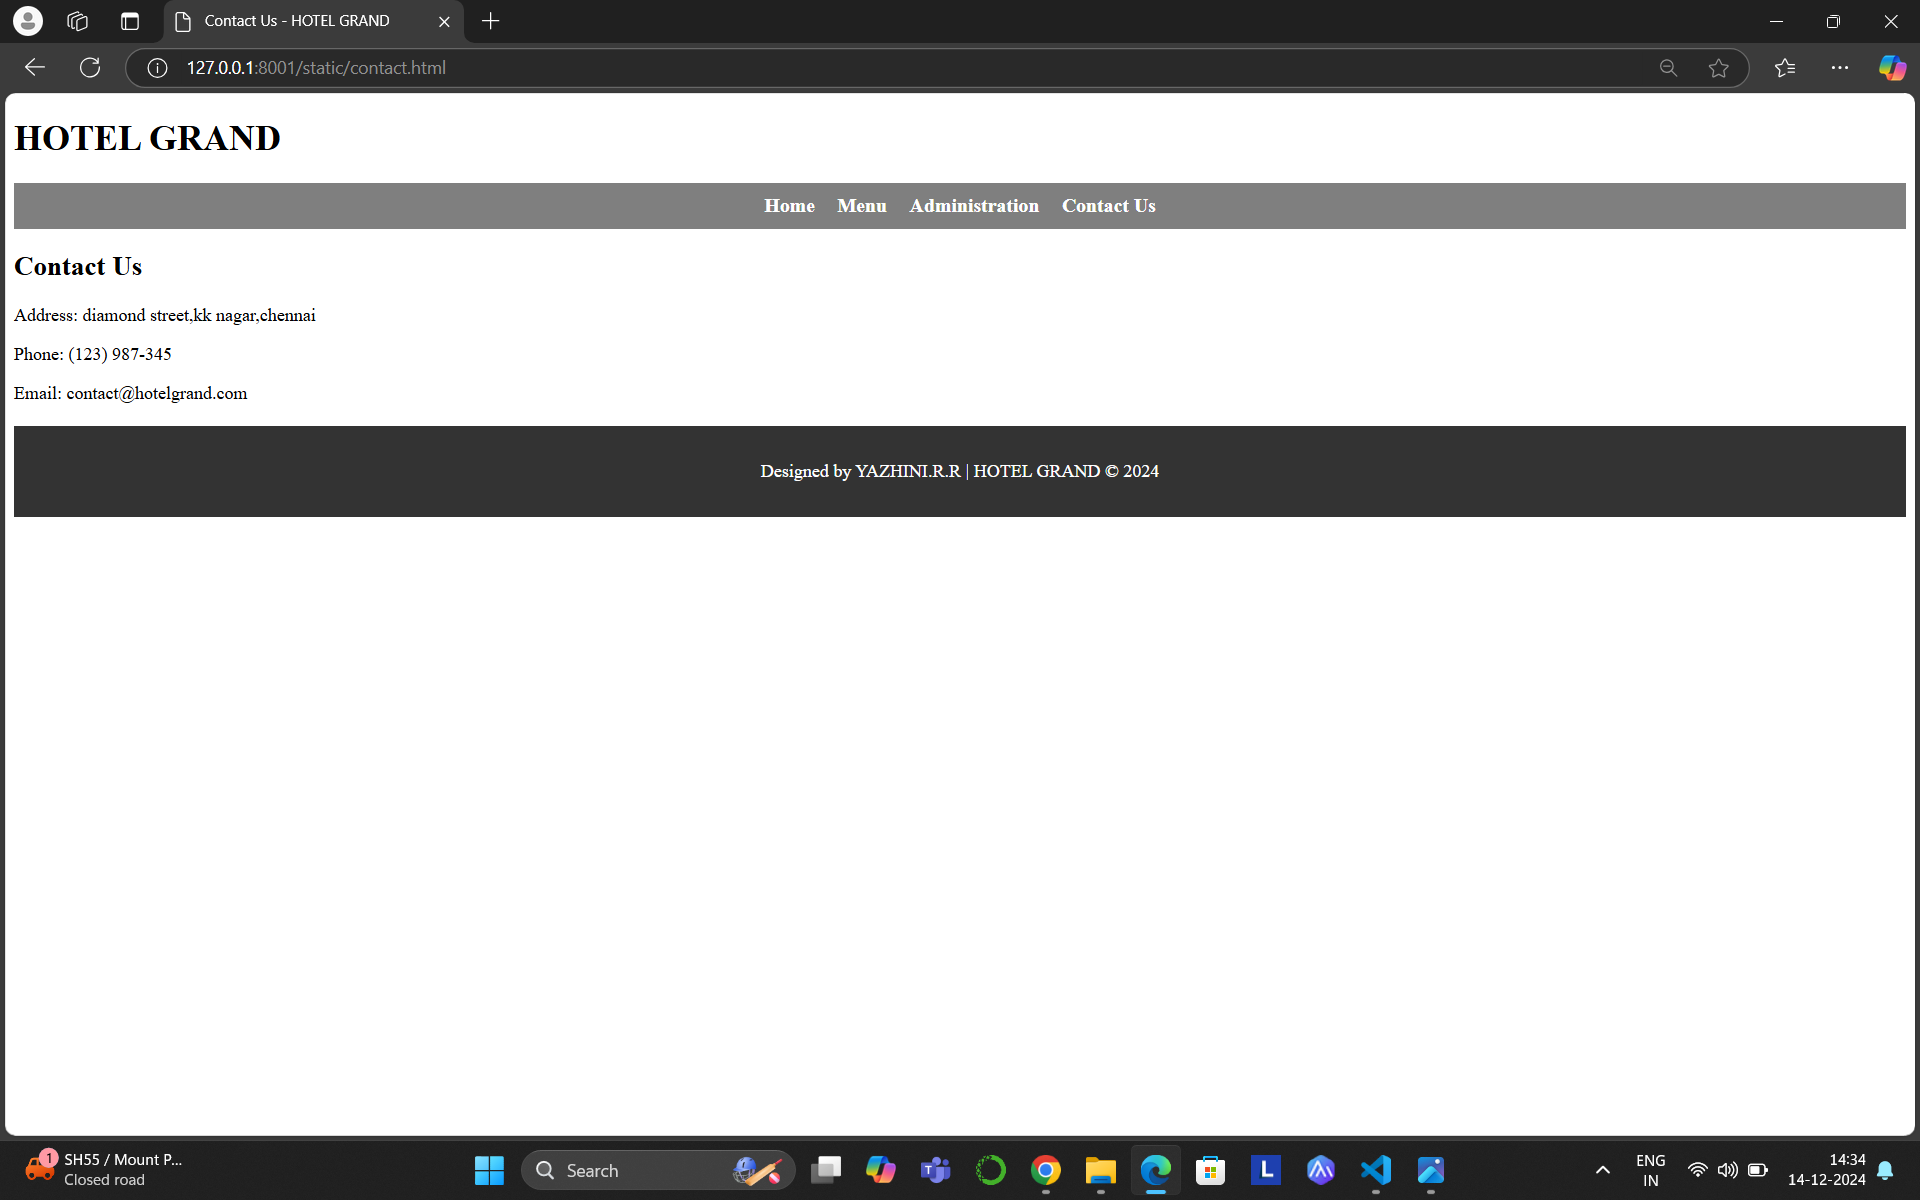 Contact Us - HOTEL GRAND
127.0.0.1:8001/static/contact.html
HOTEL GRAND
Home Menu Administration Contact Us
Contact Us
Address: diamond street,kk nagar,chennai
Phone: (123) 987-345
Email: contact@hotelgrand.com
Designed by YAZHINI.R.R | HOTEL GRAND © 2024
1
SH55 / Mount P...
Closed road
Search
T
L
ENG
IN
14:34
14-12-2024